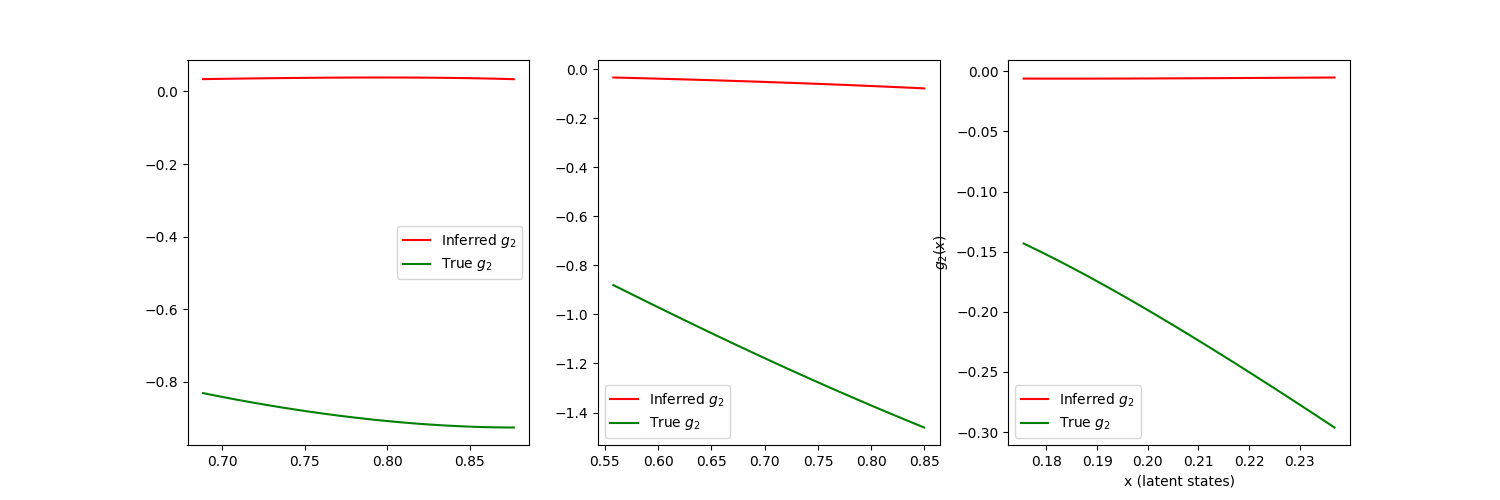 0.0
−0.2
−0.4
−0.6
−0.8
0.70 0.75 0.80 0.85
Inferred g₂
True g₂
0.0
−0.2
−0.4
−0.6
−0.8
−1.0
−1.2
−1.4
0.55 0.60 0.65 0.70 0.75 0.80 0.85
Inferred g₂
True g₂
g₂(x)
0.00
−0.05
−0.10
−0.15
−0.20
−0.25
−0.30
0.18 0.19 0.20 0.21 0.22 0.23
x (latent states)
Inferred g₂
True g₂